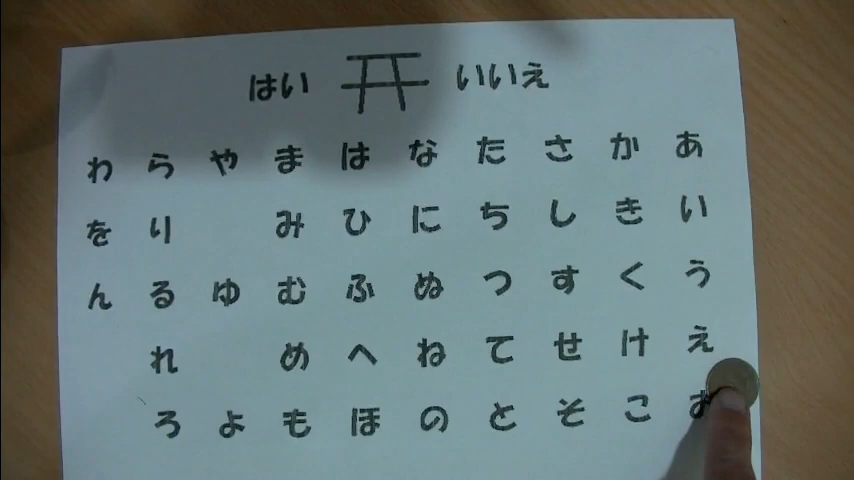 はい いいえ
わ ら や ま は な た さ か あ
を り み ひ に ち し き い
ん る ゆ む ふ ぬ つ す く う
れ め へ ね て せ け え
ろ よ も ほ の と そ こ お